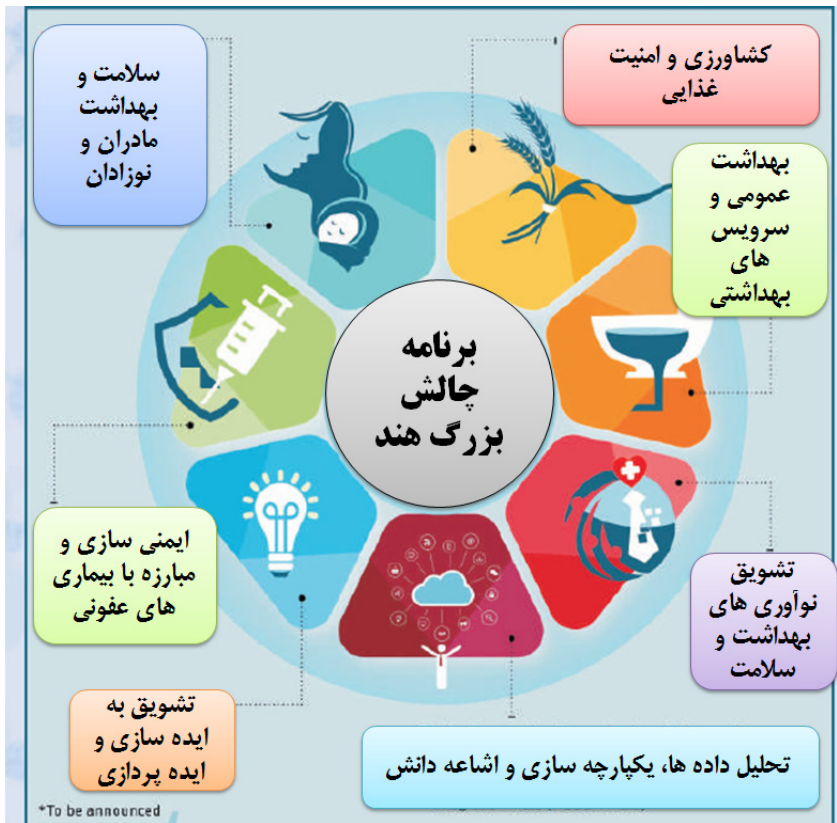 کشاورزی و امنیت
غذایی
سلامت و
بهداشت
مادران و
نوزادان
بهداشت
عمومی و
سرویس
های
بهداشتی
برنامه
چالش
بزرگ هند
ایمنی سازی و
مبارزه با بیماری
های عفونی
تشویق
نوآوری های
بهداشت و
سلامت
تشویق به
ایده سازی و
ایده پردازی
تحلیل داده ها، یکپارچه سازی و اشاعه دانش
*To be announced